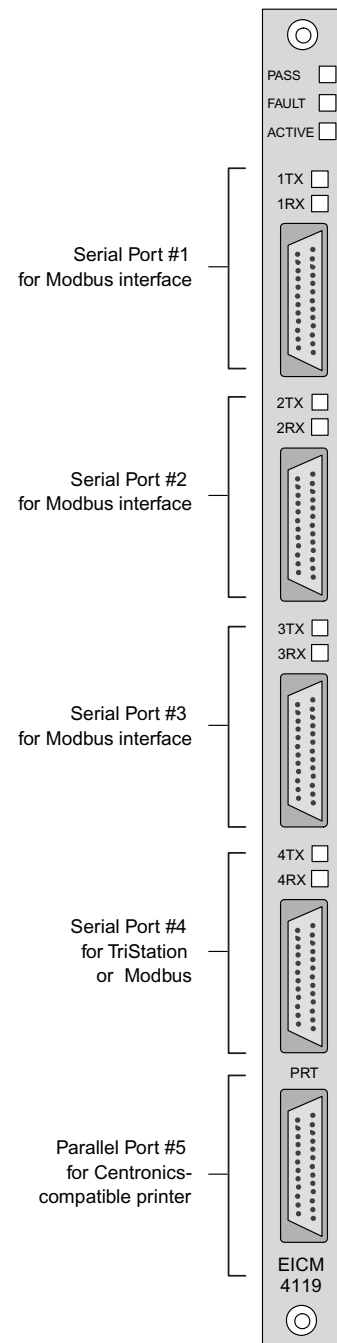 PASS
FAULT
ACTIVE
1TX
1RX
Serial Port #1
for Modbus interface
2TX
2RX
Serial Port #2
for Modbus interface
3TX
3RX
Serial Port #3
for Modbus interface
4TX
4RX
Serial Port #4
for TriStation
or Modbus
PRT
Parallel Port #5
for Centronics-
compatible printer
EICM
4119